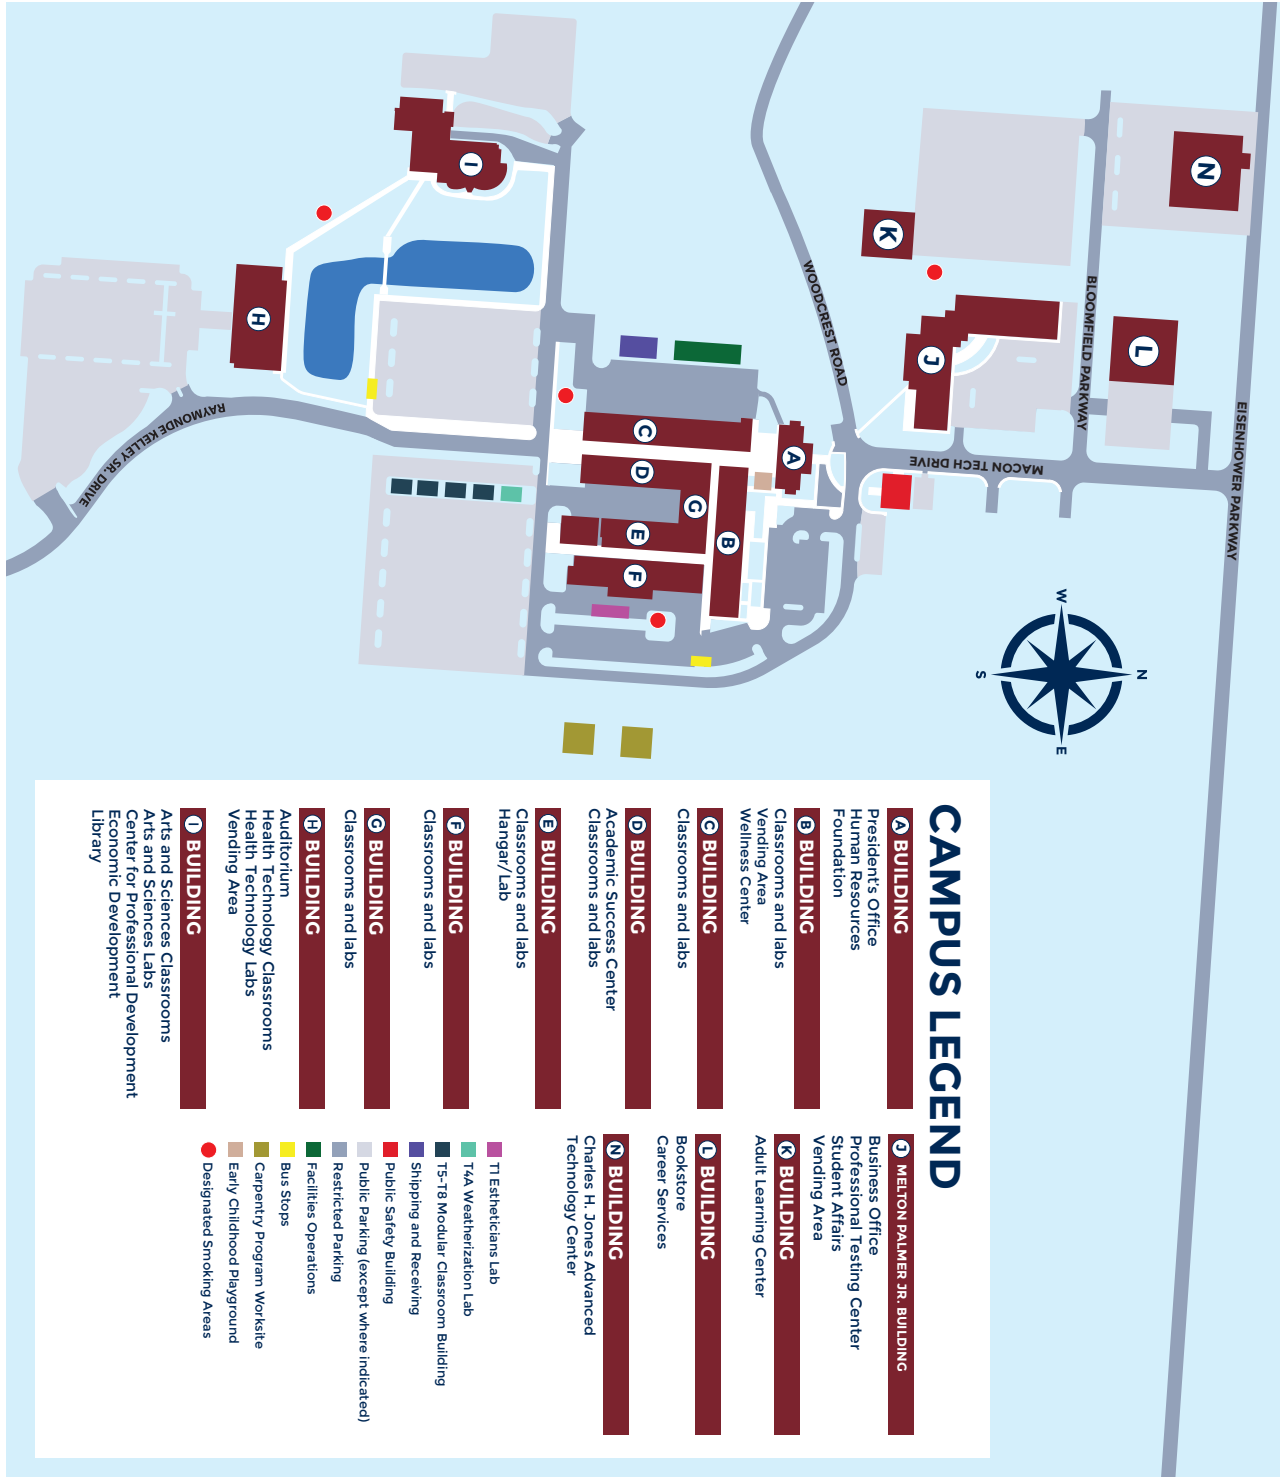 EISENHOWER PARKWAY
BLOOMFIELD PARKWAY
WOODCREST ROAD
MACON TECH DRIVE
RAYMONDE KELLEY SR. DRIVE
N
L
K
J
A
B
C
D
G
E
F
I
H
W
N
E
S
CAMPUS LEGEND
A BUILDING
President's Office
Human Resources
Foundation
B BUILDING
Classrooms and labs
Vending Area
Wellness Center
C BUILDING
Classrooms and labs
D BUILDING
Academic Success Center
Classrooms and labs
E BUILDING
Classrooms and labs
Hangar/Lab
F BUILDING
Classrooms and labs
G BUILDING
Classrooms and labs
H BUILDING
Auditorium
Health Technology Classrooms
Health Technology Labs
Vending Area
I BUILDING
Arts and Sciences Classrooms
Arts and Sciences Labs
Center for Professional Development
Economic Development
Library
J MELTON PALMER JR. BUILDING
Business Office
Professional Testing Center
Student Affairs
Vending Area
K BUILDING
Adult Learning Center
L BUILDING
Bookstore
Career Services
N BUILDING
Charles H. Jones Advanced
Technology Center
T1 Estheticians Lab
T4A Weatherization Lab
T5-T8 Modular Classroom Building
Shipping and Receiving
Public Safety Building
Public Parking (except where indicated)
Restricted Parking
Facilities Operations
Bus Stops
Carpentry Program Worksite
Early Childhood Playground
Designated Smoking Areas